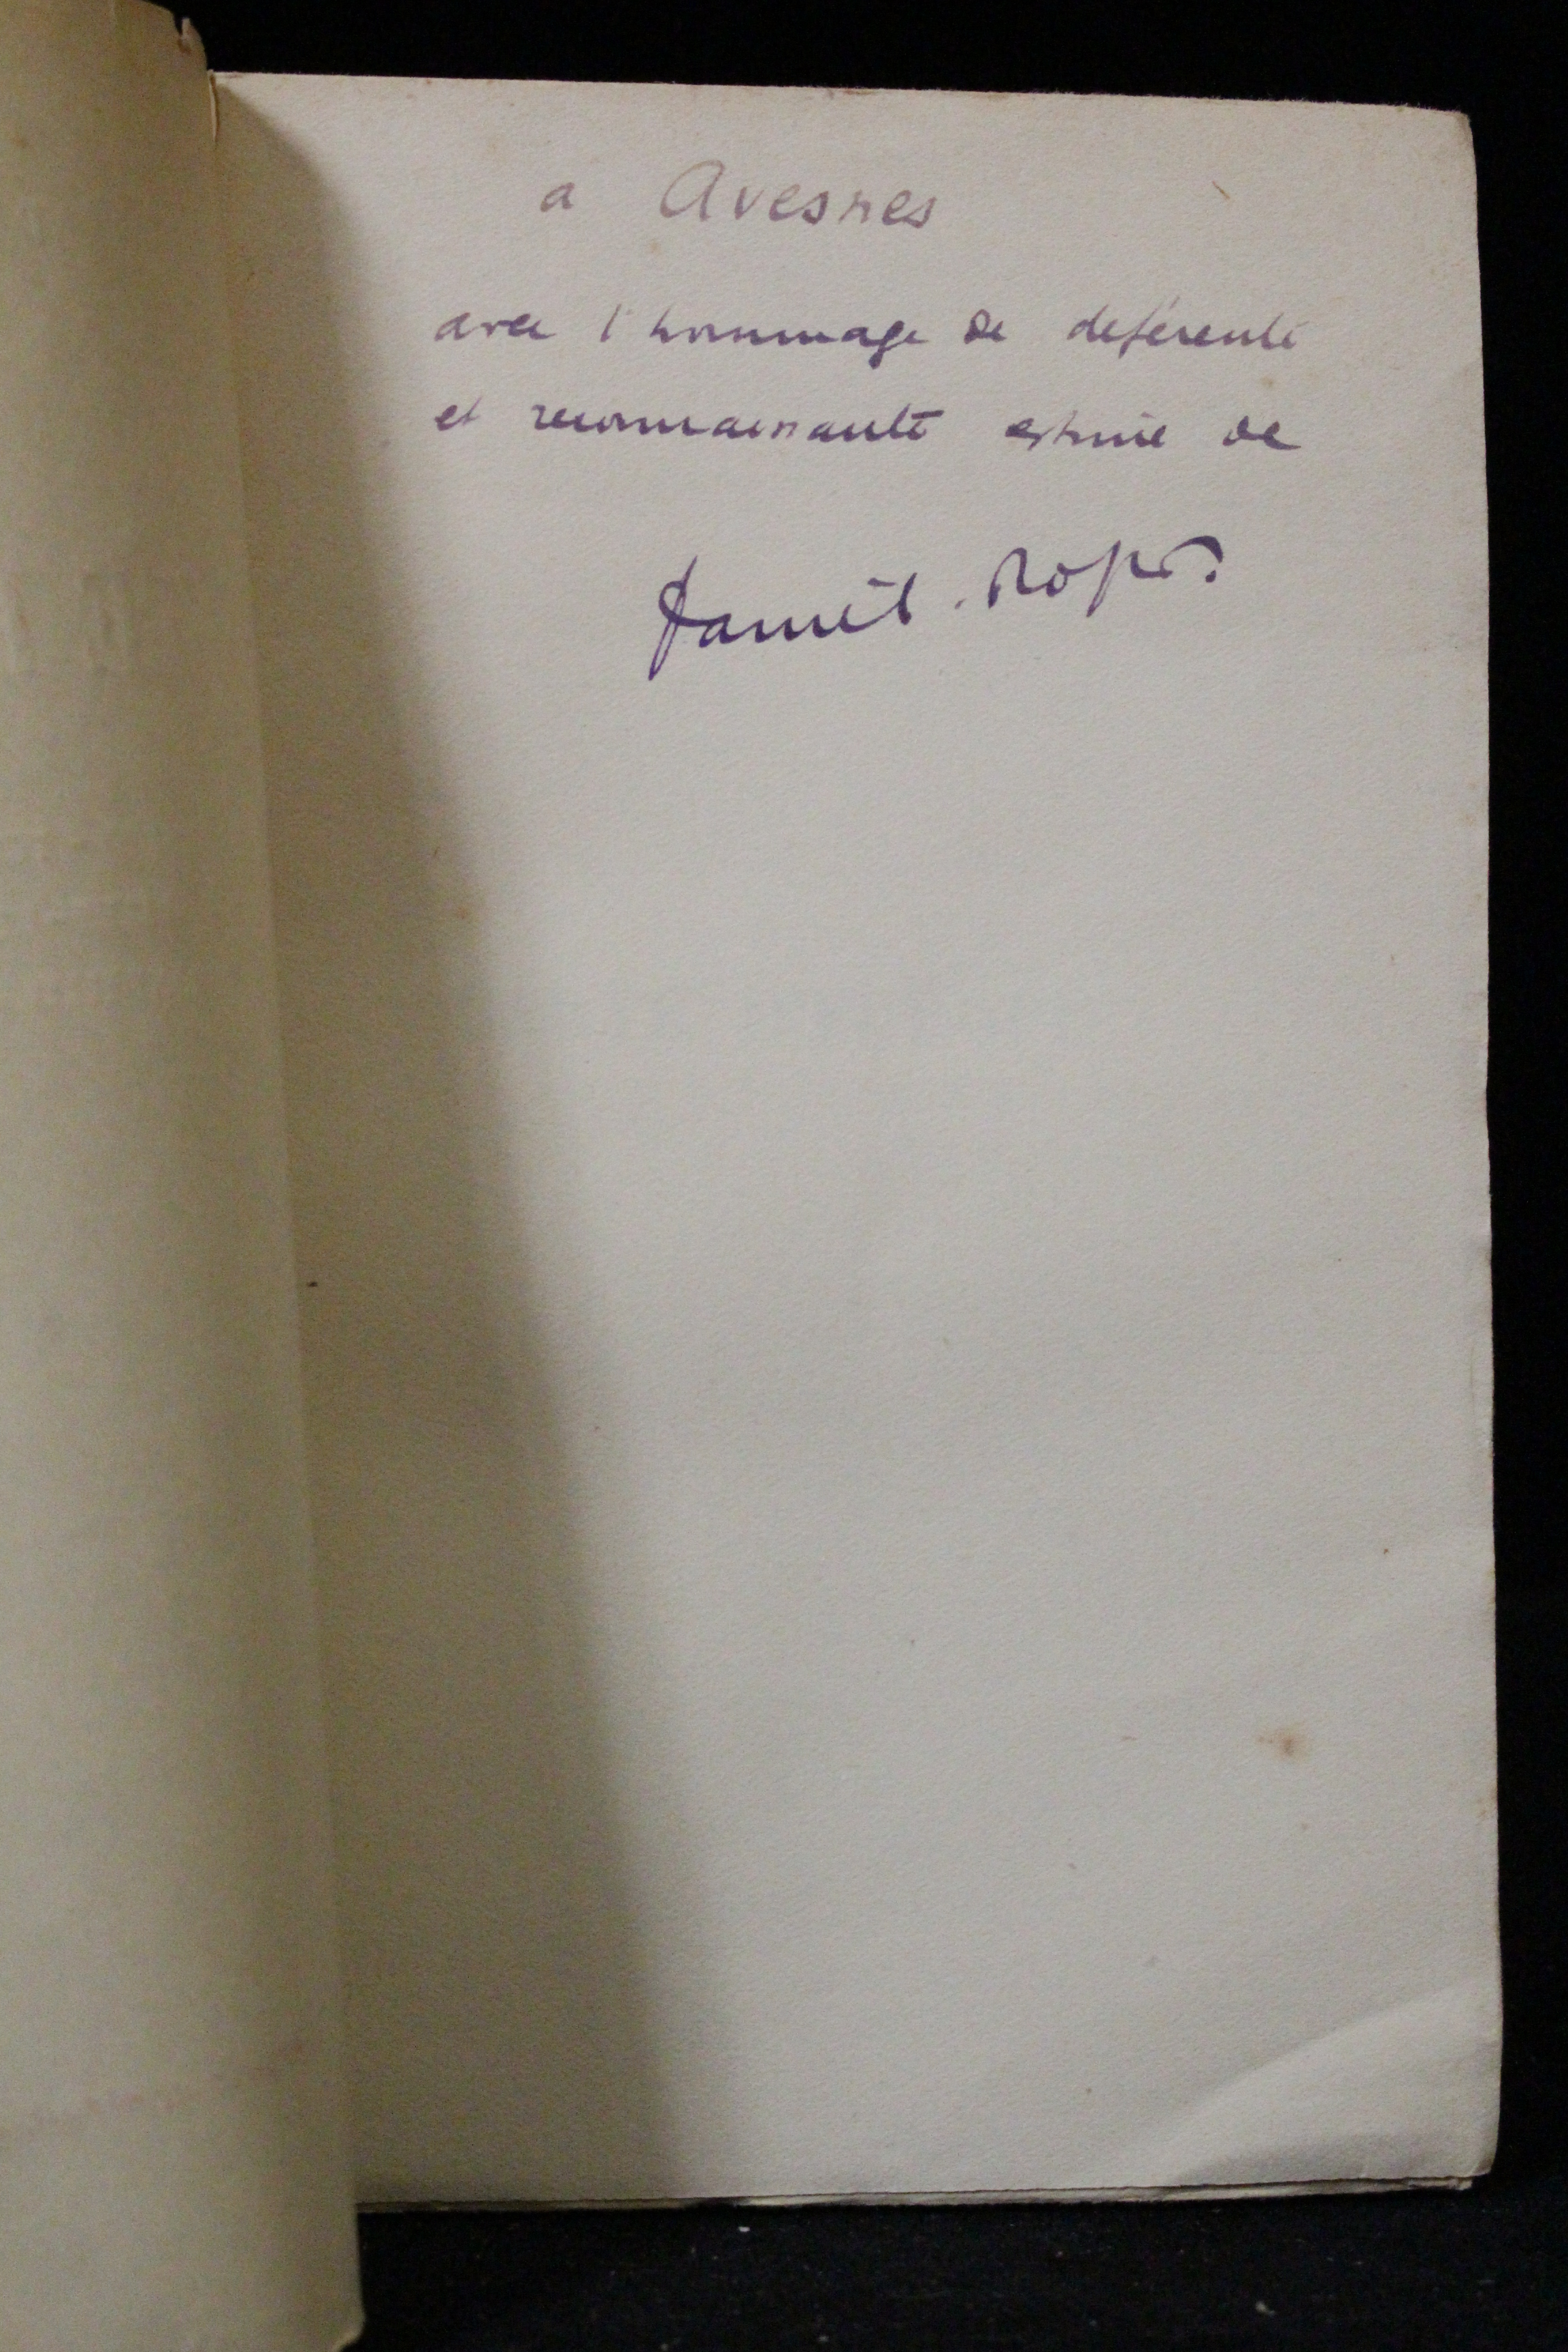 a Avesnes
avec l'hommage de déférente
et reconnaissante estime de
Daniel-Rops